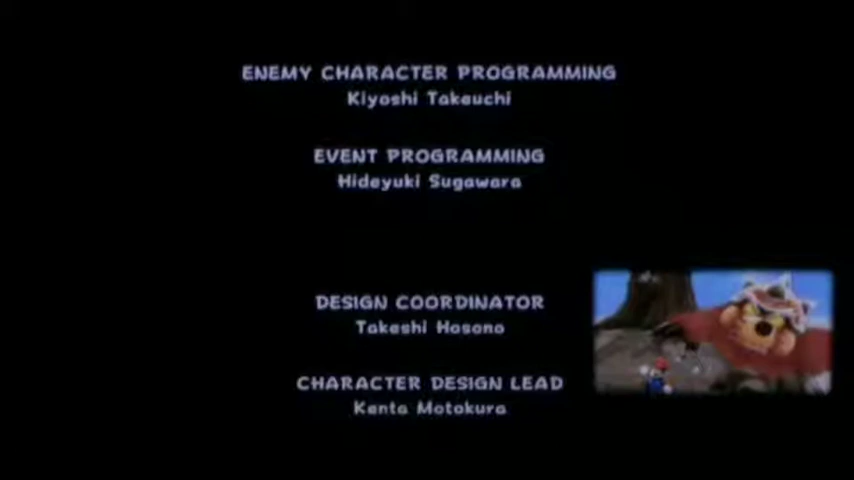 ENEMY CHARACTER PROGRAMMING
Kiyoshi Takeuchi
EVENT PROGRAMMING
Hideyuki Sugawara
DESIGN COORDINATOR
Takeshi Hosono
CHARACTER DESIGN LEAD
Kenta Motokura